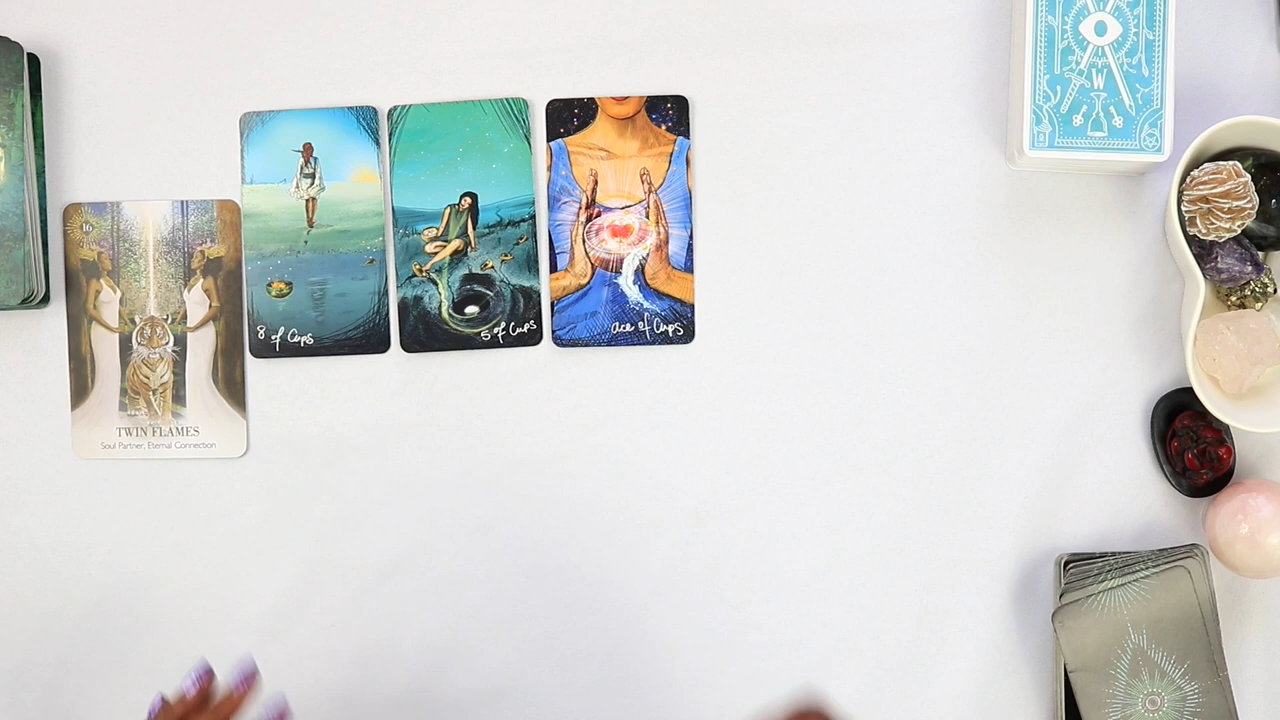 W
8 of Cups
5 of Cups
ace of Cups
16
TWIN FLAMES
Soul Partner, Eternal Connection